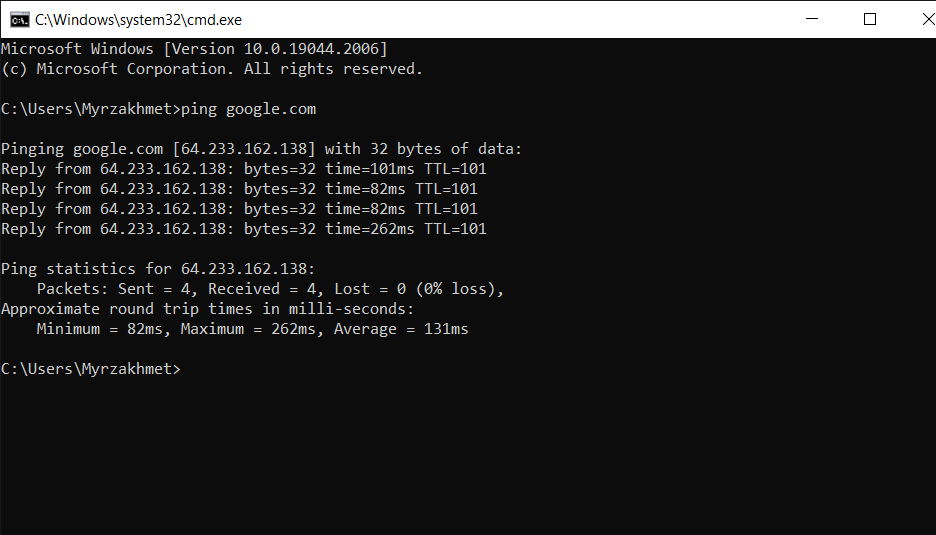 C:\Windows\system32\cmd.exe
Microsoft Windows [Version 10.0.19044.2006]
(c) Microsoft Corporation. All rights reserved.
C:\Users\Myrzakhmet>ping google.com
Pinging google.com [64.233.162.138] with 32 bytes of data:
Reply from 64.233.162.138: bytes=32 time=101ms TTL=101
Reply from 64.233.162.138: bytes=32 time=82ms TTL=101
Reply from 64.233.162.138: bytes=32 time=82ms TTL=101
Reply from 64.233.162.138: bytes=32 time=262ms TTL=101
Ping statistics for 64.233.162.138:
    Packets: Sent = 4, Received = 4, Lost = 0 (0% loss),
Approximate round trip times in milli-seconds:
    Minimum = 82ms, Maximum = 262ms, Average = 131ms
C:\Users\Myrzakhmet>